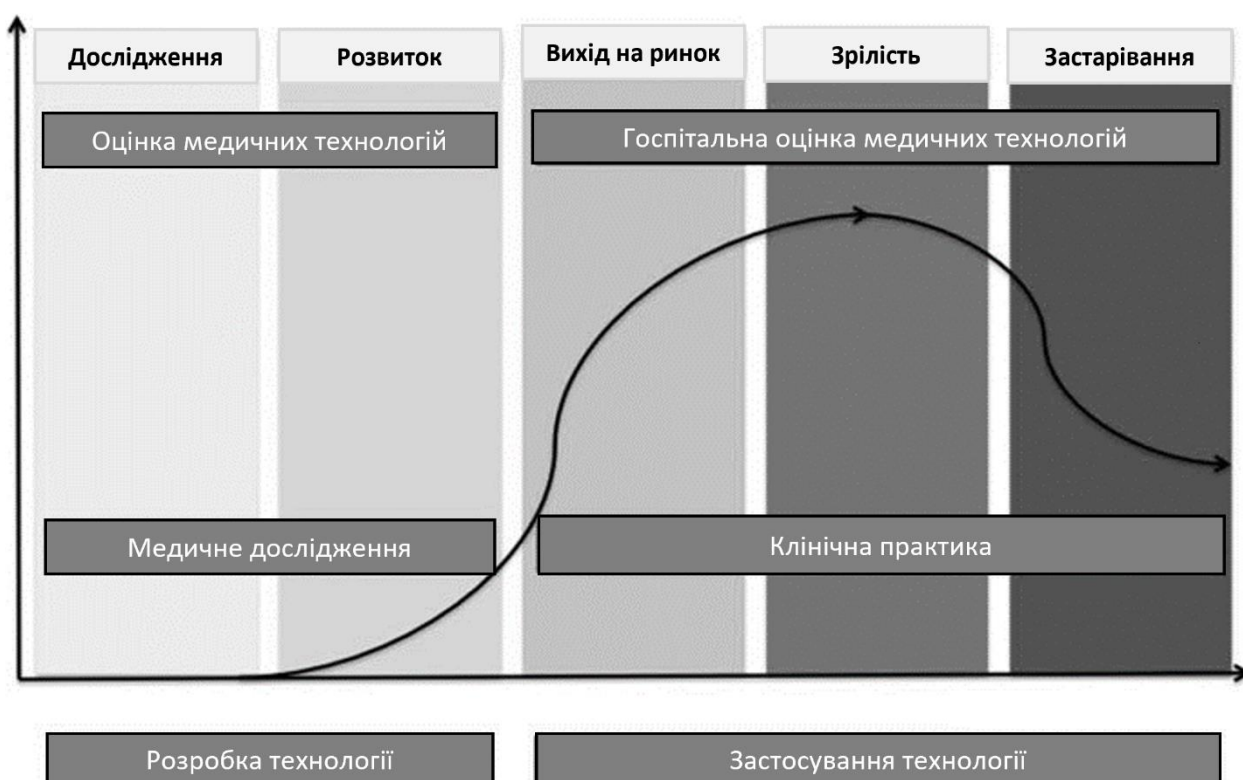 Дослідження
Розвиток
Вихід на ринок
Зрілість
Застарівання
Оцінка медичних технологій
Госпітальна оцінка медичних технологій
Медичне дослідження
Клінічна практика
Розробка технології
Застосування технології